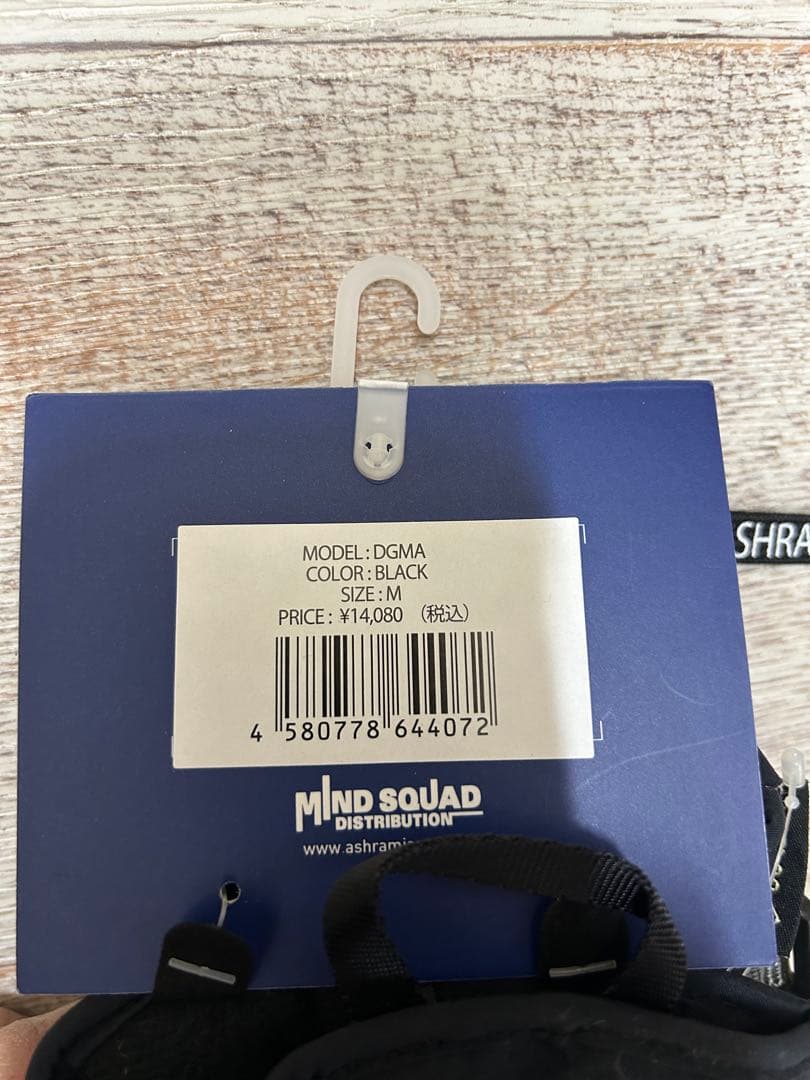 MODEL : DGMA
COLOR : BLACK
SIZE : M
PRICE : ¥14,080 (税込)
4 580778 644072
MIND SQUAD
DISTRIBUTION
SHRA